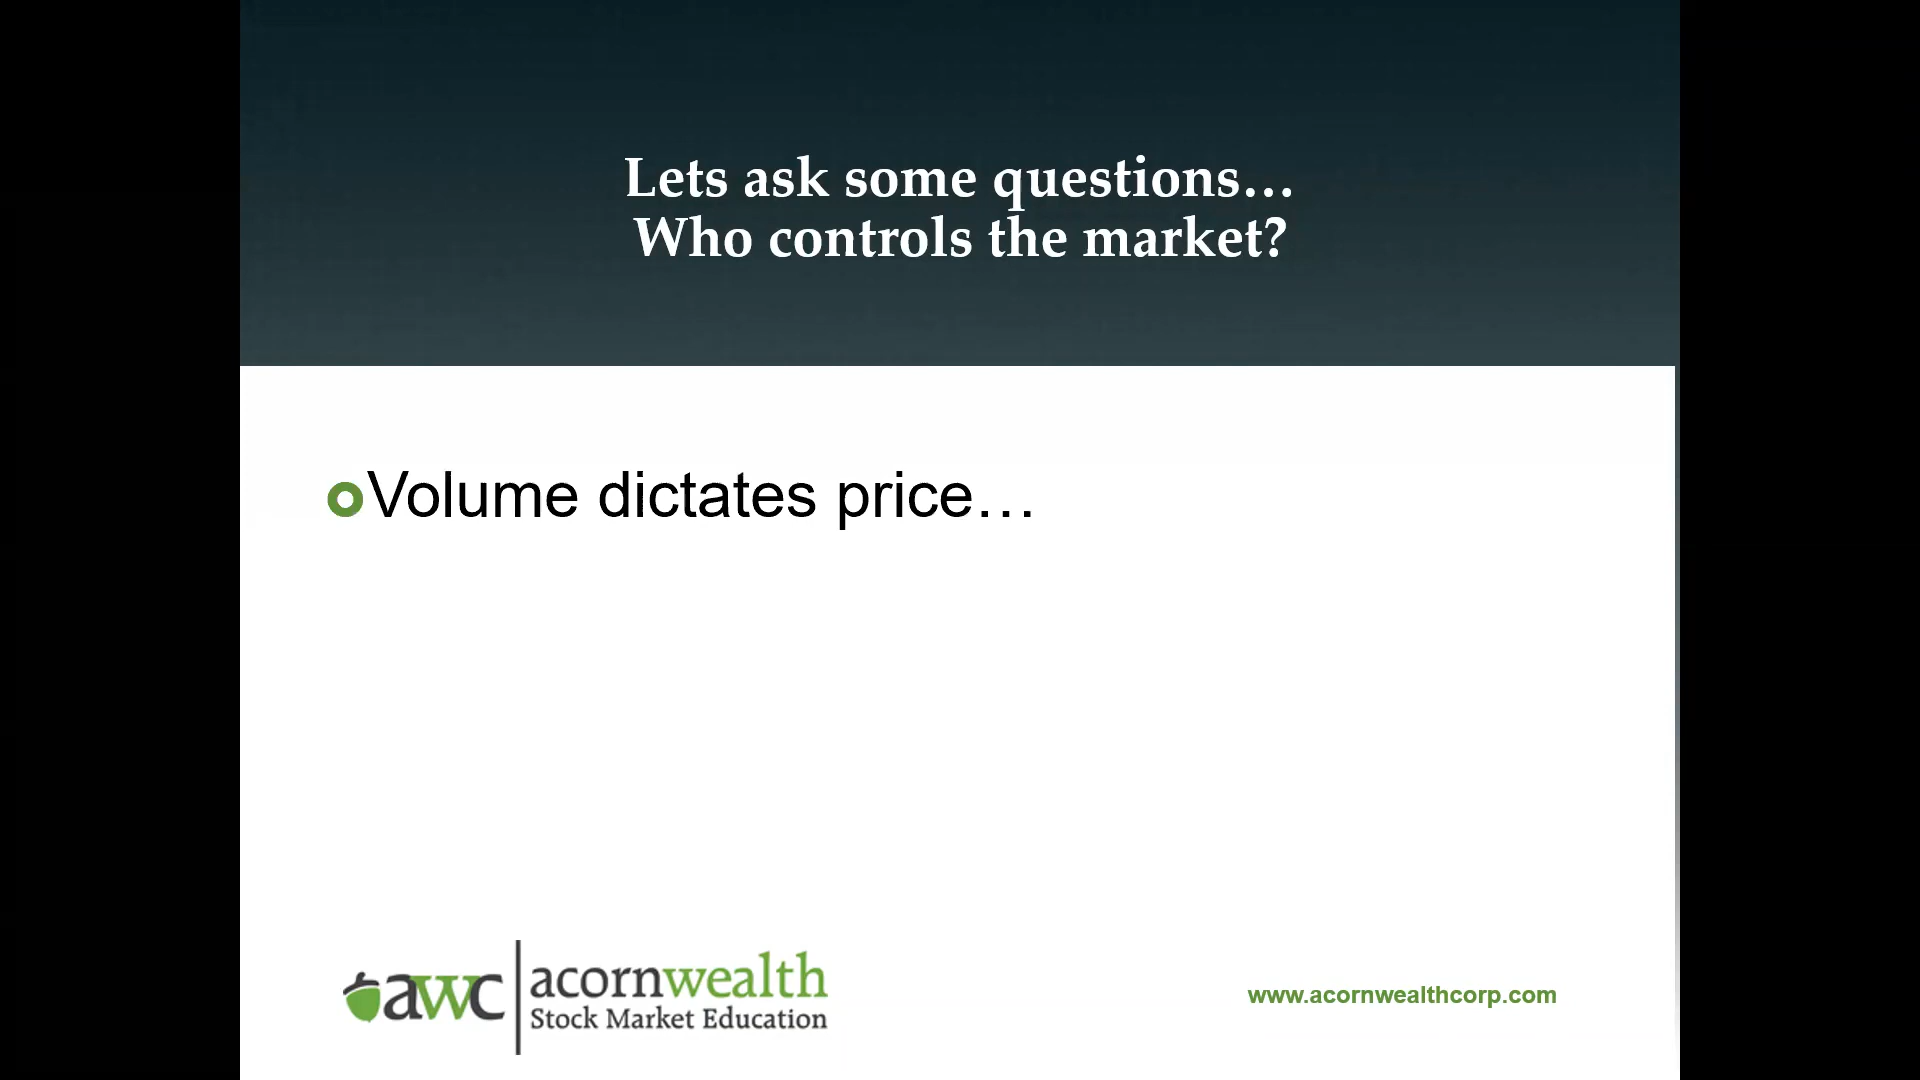 Lets ask some questions…
Who controls the market?
Volume dictates price…
awc acornwealth
Stock Market Education
www.acornwealthcorp.com